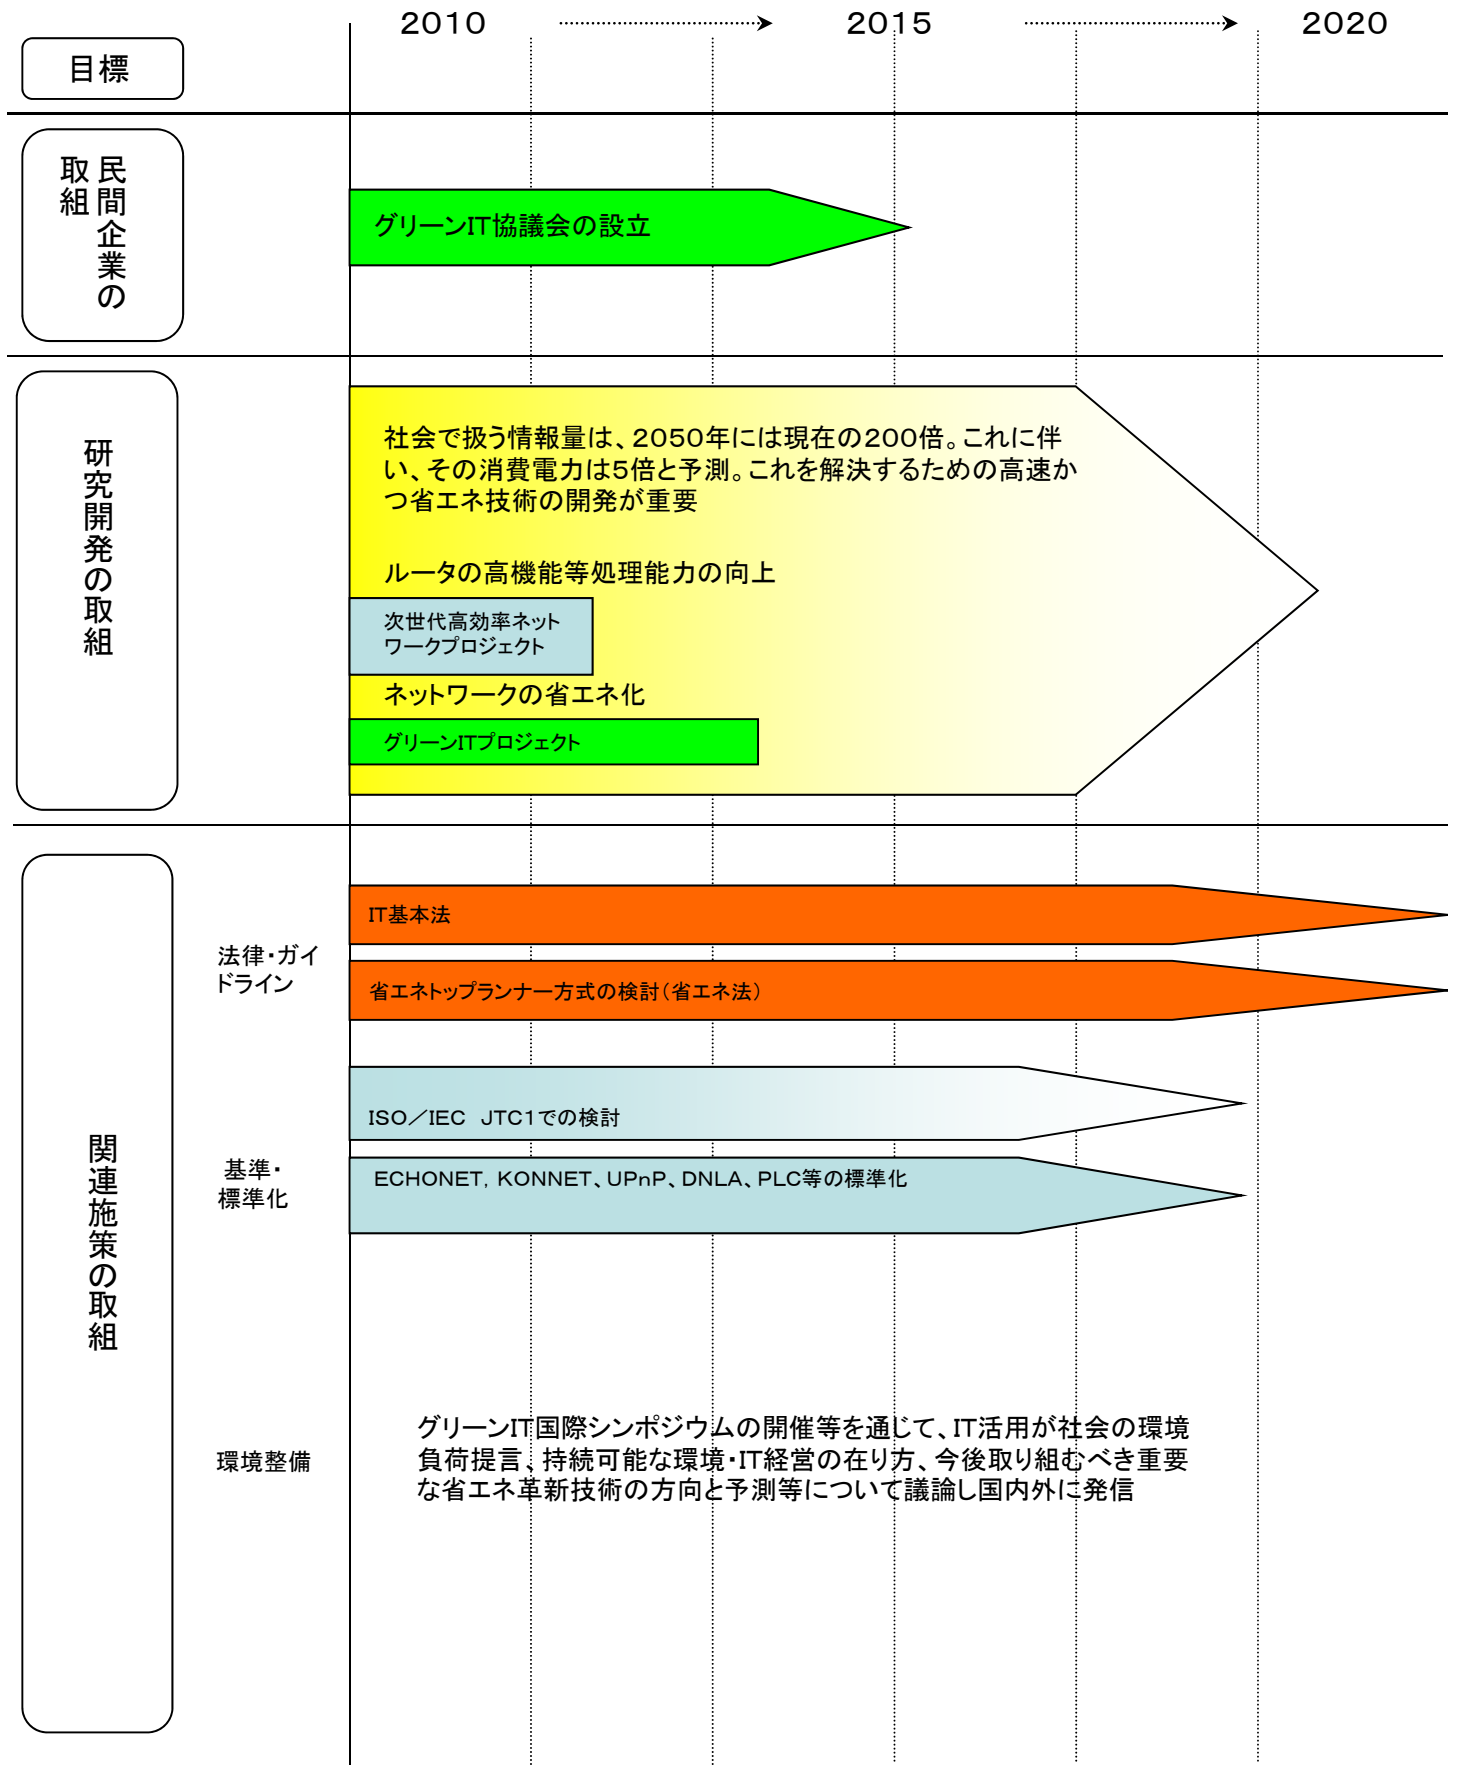 2010
2015
2020
目標
民間企業の
取組
グリーンIT協議会の設立
研究開発の取組
社会で扱う情報量は、2050年には現在の200倍。これに伴
い、その消費電力は5倍と予測。これを解決するための高速か
つ省エネ技術の開発が重要
ルータの高機能等処理能力の向上
次世代高効率ネット
ワークプロジェクト
ネットワークの省エネ化
グリーンITプロジェクト
関連施策の取組
法律・ガイ
ドライン
IT基本法
省エネトップランナー方式の検討(省エネ法)
基準・
標準化
ISO／IEC　JTC1での検討
ECHONET, KONNET、UPnP、DNLA、PLC等の標準化
環境整備
グリーンIT国際シンポジウムの開催等を通じて、IT活用が社会の環境
負荷提言、持続可能な環境・IT経営の在り方、今後取り組むべき重要
な省エネ革新技術の方向と予測等について議論し国内外に発信